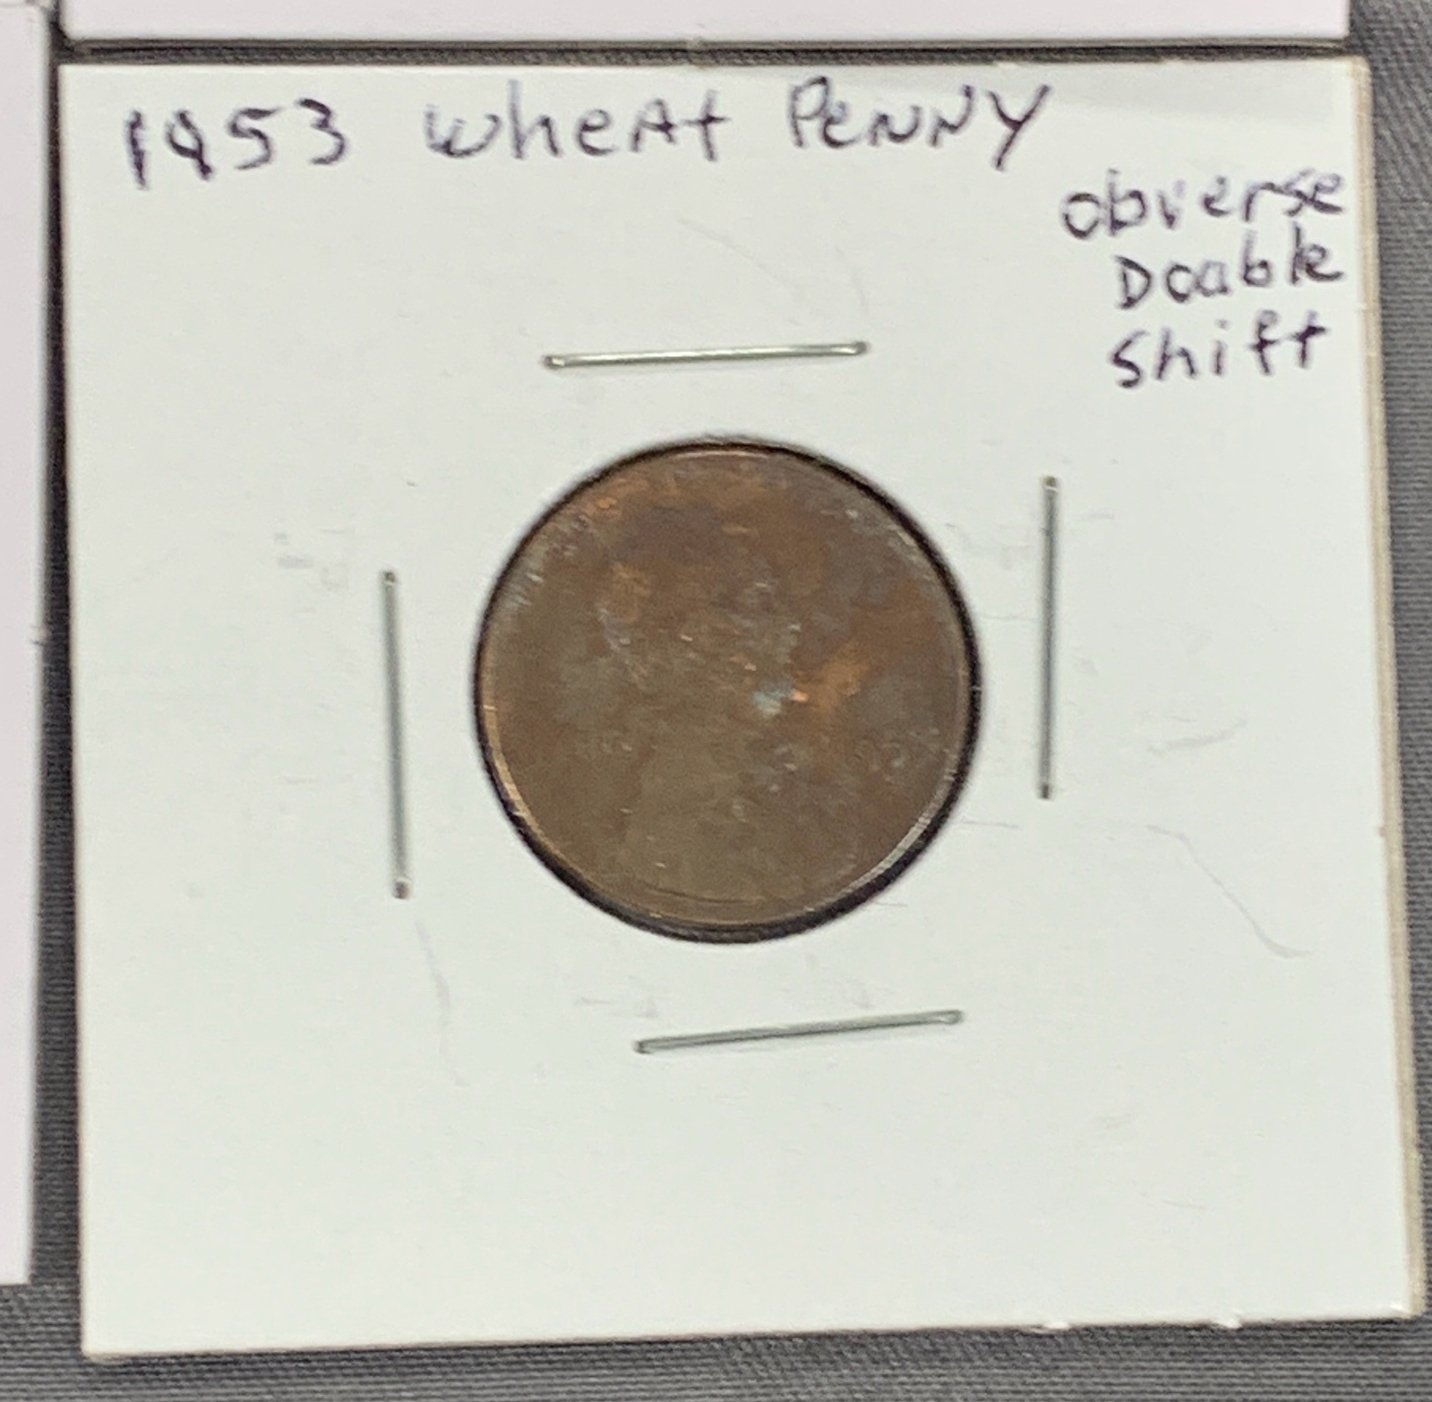 1953 Wheat Penny
obverse
Double
Shift